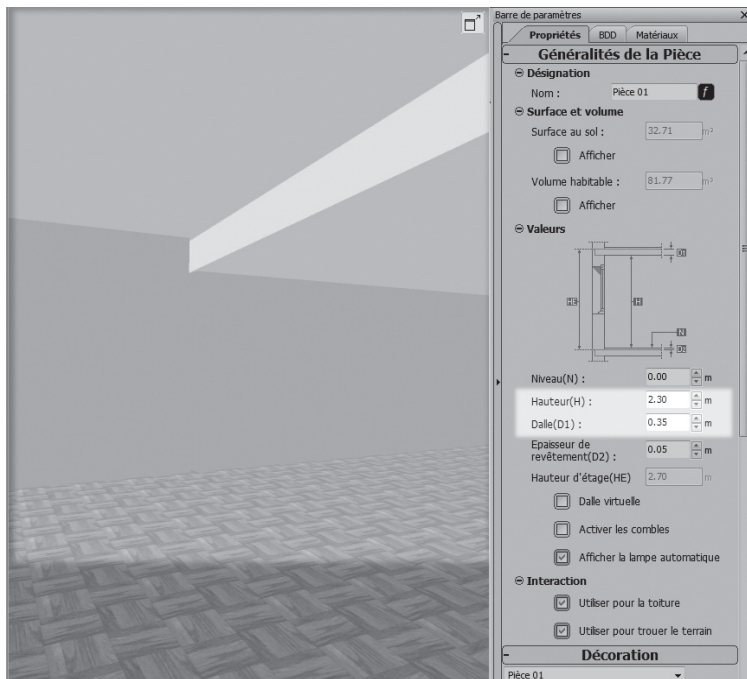 Barre de paramètres
Propriétés BDD Matériaux
- Généralités de la Pièce
Désignation
Nom : Pièce 01 f
Surface et volume
Surface au sol : 32.71 m²
Afficher
Volume habitable : 81.77 m³
Afficher
Valeurs
D1
HE H
N
D2
Niveau(N) : 0.00 m
Hauteur(H) : 2.30 m
Dalle(D1) : 0.35 m
Epaisseur de
revêtement(D2) : 0.05 m
Hauteur d'étage(HE) 2.70 m
Dalle virtuelle
Activer les combles
Afficher la lampe automatique
Interaction
Utiliser pour la toiture
Utiliser pour trouer le terrain
- Décoration
Pièce 01